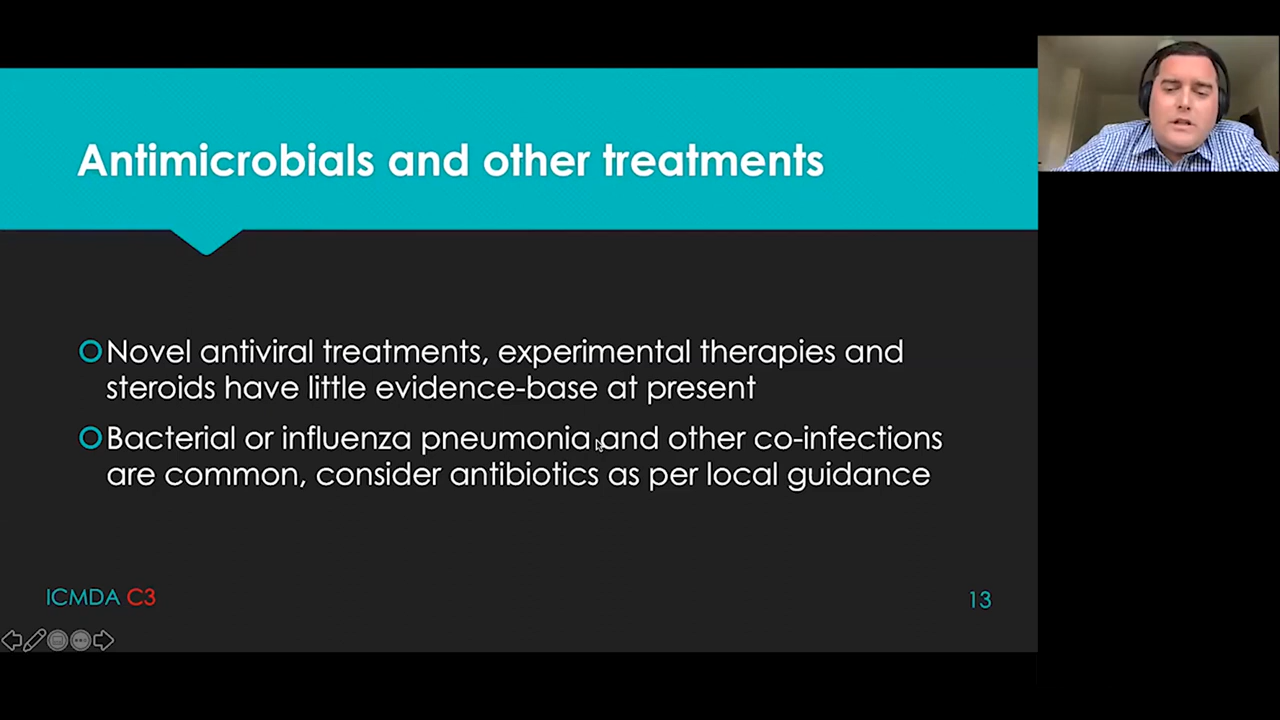 Antimicrobials and other treatments
Novel antiviral treatments, experimental therapies and
steroids have little evidence-base at present
Bacterial or influenza pneumonia and other co-infections
are common, consider antibiotics as per local guidance
ICMDA C3
13